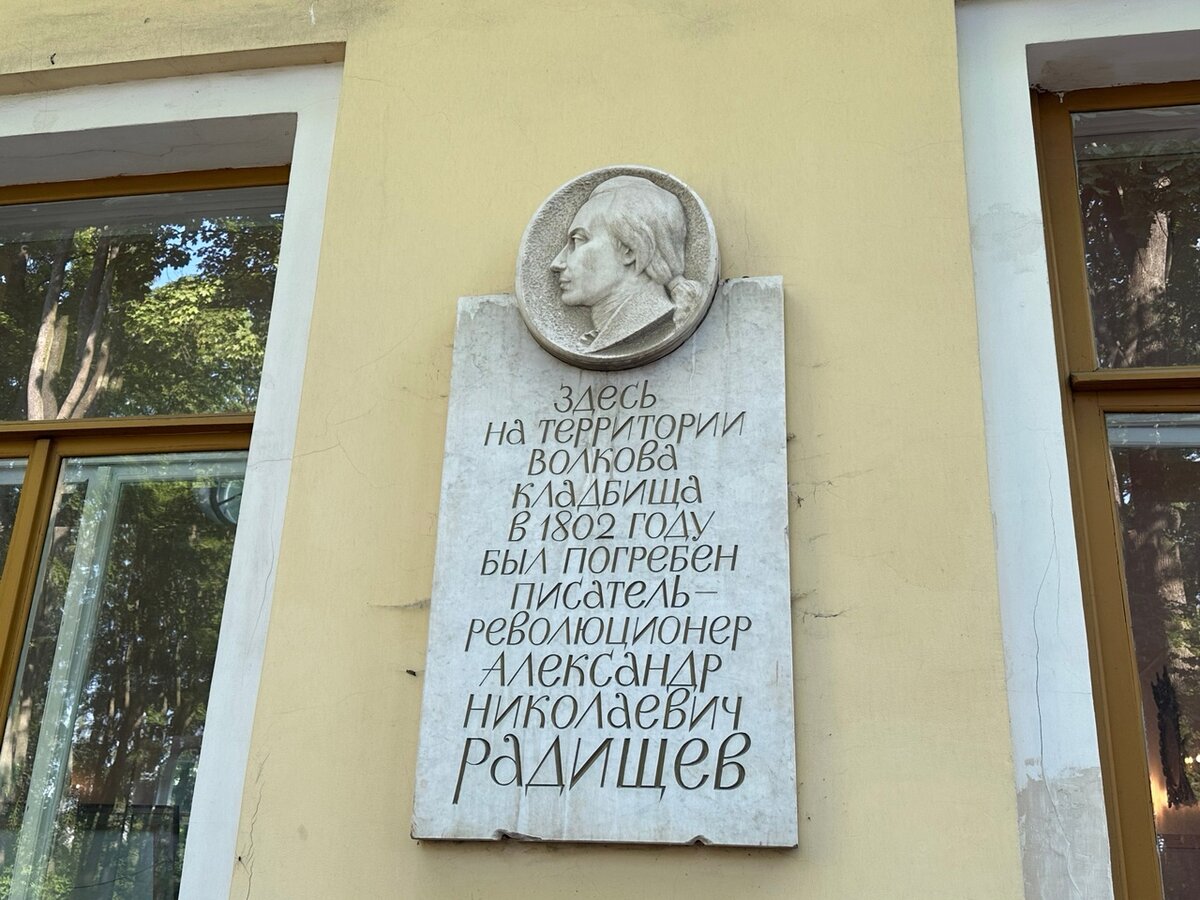 Здесь
на территории
Волкова
кладбища
в 1802 году
был погребен
писатель–
революционер
Александр
Николаевич
Радищев